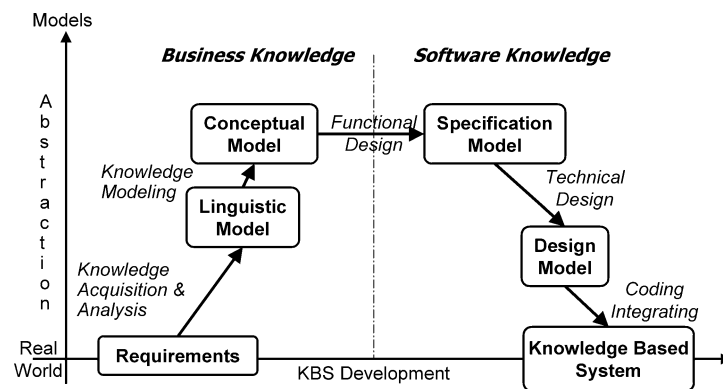 Models
Business Knowledge
Software Knowledge
Abstraction
Conceptual
Model
Functional
Design
Specification
Model
Knowledge
Modeling
Linguistic
Model
Technical
Design
Design
Model
Knowledge
Acquisition &
Analysis
Coding
Integrating
Real
World
Requirements
KBS Development
Knowledge Based
System